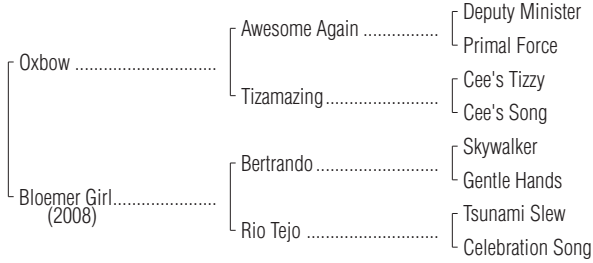 Deputy Minister
Awesome Again ................
Primal Force
Oxbow ..............................
Cee's Tizzy
Tizamazing........................
Cee's Song
Skywalker
Bertrando ..........................
Gentle Hands
Bloemer Girl......................
(2008)
Tsunami Slew
Rio Tejo ............................
Celebration Song